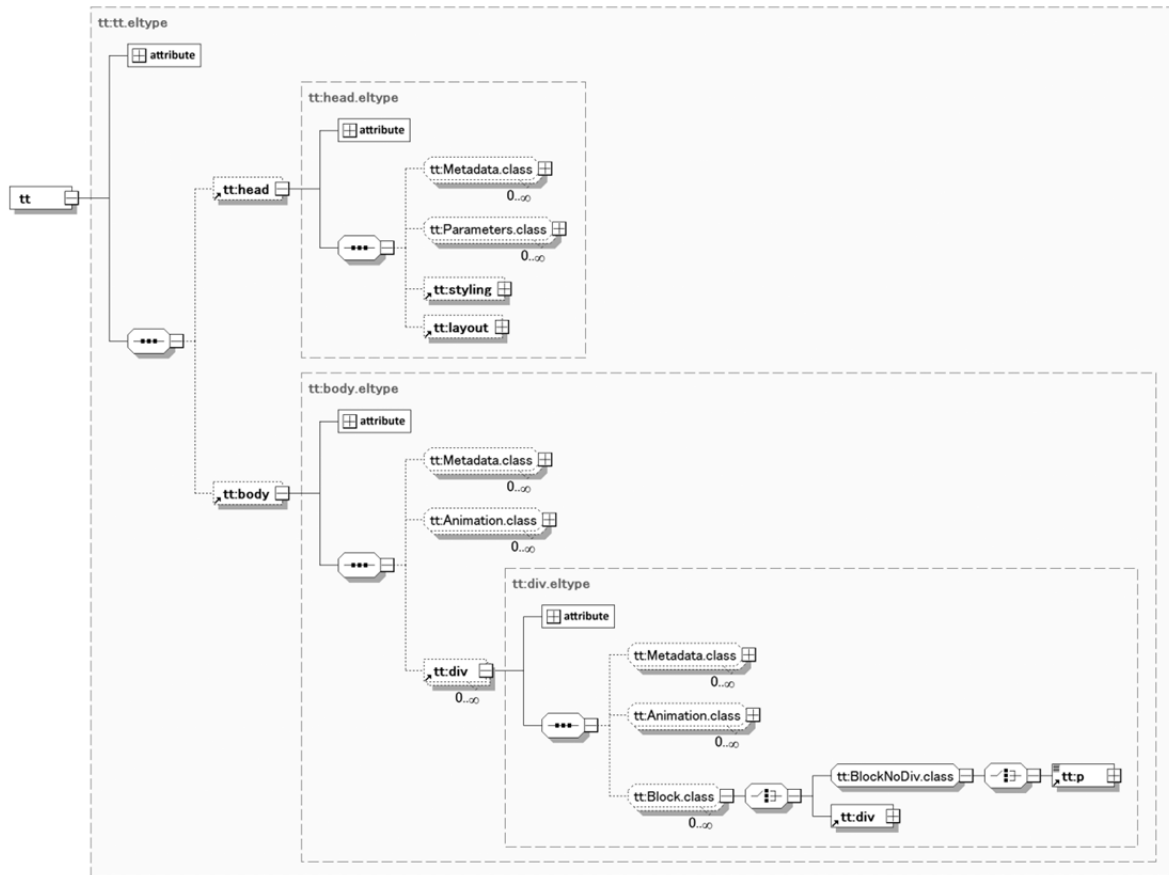 tt:tt.eltype
attribute
tt:head.eltype
attribute
tt:Metadata.class
0..∞
tt
tt:head
tt:Parameters.class
0..∞
tt:styling
tt:layout
tt:body.eltype
attribute
tt:Metadata.class
0..∞
tt:body
tt:Animation.class
0..∞
tt:div.eltype
attribute
tt:Metadata.class
0..∞
tt:div
0..∞
tt:Animation.class
0..∞
tt:Block.class
0..∞
tt:BlockNoDiv.class
tt:p
tt:div